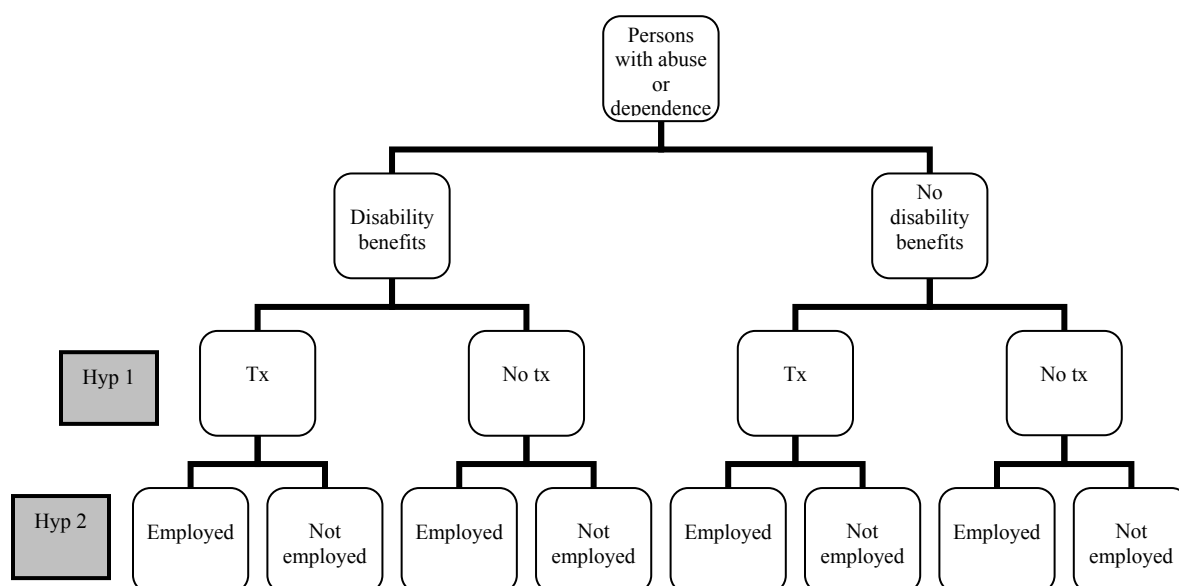 Persons
with abuse
or
dependence
Disability
benefits
No
disability
benefits
Hyp 1
Tx
No tx
Tx
No tx
Hyp 2
Employed
Not
employed
Employed
Not
employed
Employed
Not
employed
Employed
Not
employed